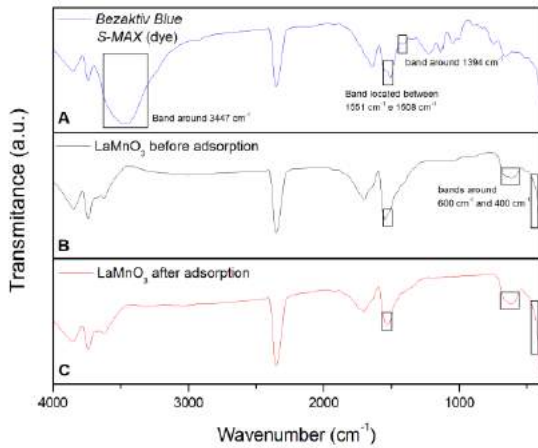 Bezaktiv Blue
S-MAX (dye)
band around 1394 cm⁻¹
Band located between
1551 cm⁻¹ e 1508 cm⁻¹
Band around 3447 cm⁻¹
A
LaMnO₃ before adsorption
bands around
600 cm⁻¹ and 400 cm⁻¹
B
LaMnO₃ after adsorption
C
Transmitance (a.u.)
4000 3000 2000 1000
Wavenumber (cm⁻¹)